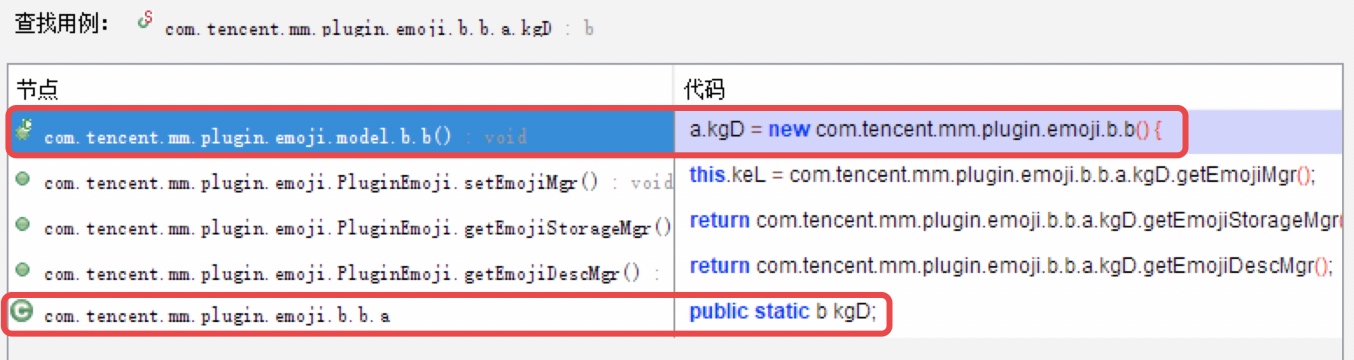 查找用例： com.tencent.mm.plugin.emoji.b.b.a.kgD : b
节点 代码
com.tencent.mm.plugin.emoji.model.b.b() : void a.kgD = new com.tencent.mm.plugin.emoji.b.b() {
com.tencent.mm.plugin.emoji.PluginEmoji.setEmojiMgr() : void this.keL = com.tencent.mm.plugin.emoji.b.b.a.kgD.getEmojiMgr();
com.tencent.mm.plugin.emoji.PluginEmoji.getEmojiStorageMgr() return com.tencent.mm.plugin.emoji.b.b.a.kgD.getEmojiStorageMgr(
com.tencent.mm.plugin.emoji.PluginEmoji.getEmojiDescMgr() : return com.tencent.mm.plugin.emoji.b.b.a.kgD.getEmojiDescMgr();
com.tencent.mm.plugin.emoji.b.b.a public static b kgD;